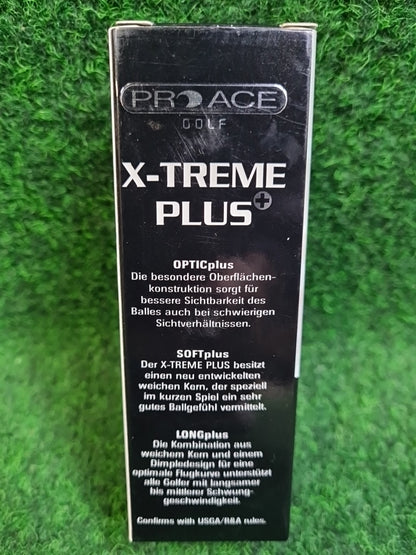 PRO ACE
GOLF
X-TREME
PLUS
OPTICplus
Die besondere Oberflächen-
konstruktion sorgt für
bessere Sichtbarkeit des
Balles auch bei schwierigen
Sichtverhältnissen.
SOFTplus
Der X-TREME PLUS besitzt
einen neu entwickelten
weichen Kern, der speziell
im kurzen Spiel ein sehr
gutes Ballgefühl vermittelt.
LONGplus
Die Kombination aus
weichem Kern und einem
Dimpledesign für eine
optimale Flugkurve unterstützt
alle Golfer mit langsamer
bis mittlerer Schwung-
geschwindigkeit.
Confirms with USGA/R&A rules.